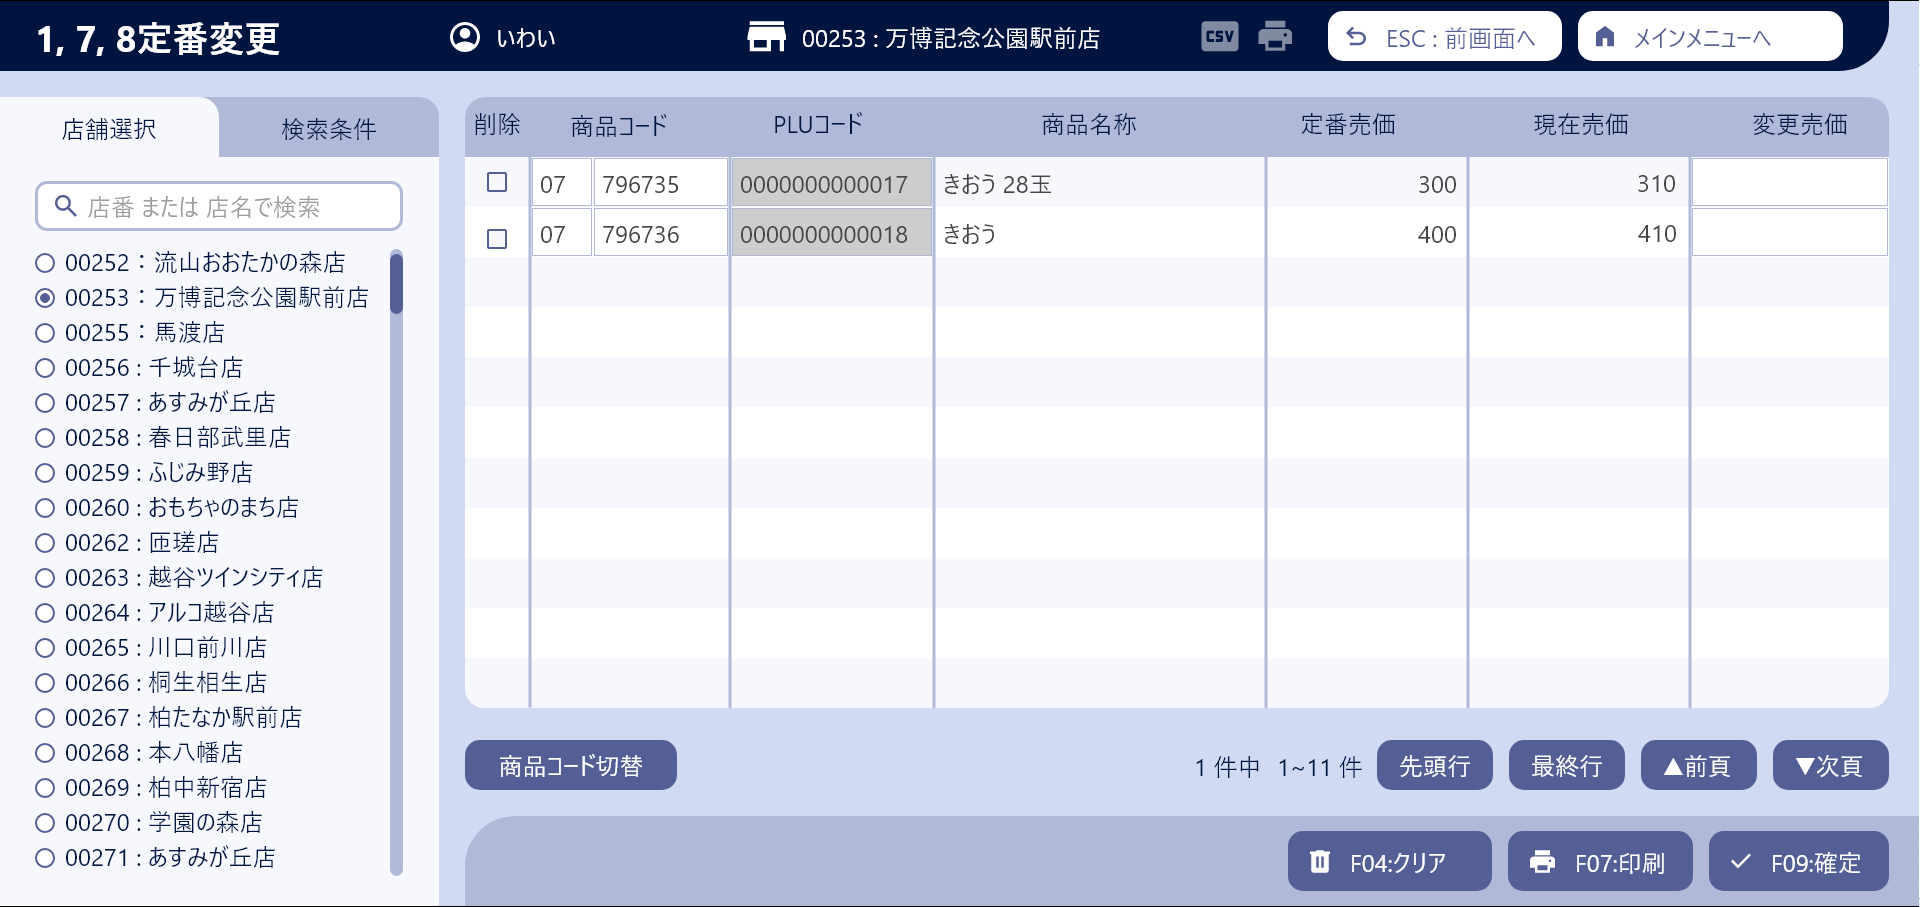 1, 7, 8定番変更
いわい
00253 : 万博記念公園駅前店
CSV
ESC : 前画面へ
メインメニューへ
店舗選択
検索条件
店番 または 店名で検索
00252：流山おおたかの森店
00253：万博記念公園駅前店
00255：馬渡店
00256 : 千城台店
00257 : あすみが丘店
00258 : 春日部武里店
00259 : ふじみ野店
00260 : おもちゃのまち店
00262 : 匝瑳店
00263 : 越谷ツインシティ店
00264 : アルコ越谷店
00265 : 川口前川店
00266 : 桐生相生店
00267 : 柏たなか駅前店
00268 : 本八幡店
00269 : 柏中新宿店
00270 : 学園の森店
00271 : あすみが丘店
削除 商品コード PLUコード 商品名称 定番売価 現在売価 変更売価
07 796735 0000000000017 きおう 28玉 300 310
07 796736 0000000000018 きおう 400 410
商品コード切替
1 件中 1~11 件
先頭行
最終行
▲前頁
▼次頁
F04:クリア
F07:印刷
F09:確定